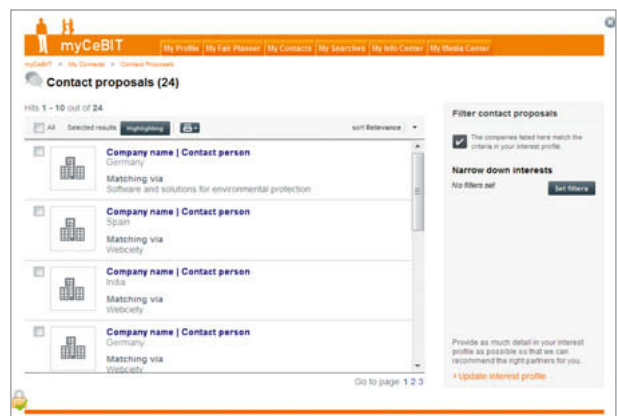 myCeBIT
My Profile My Fair Planner My Contacts My Searches My Info Center My Media Center
myCeBIT > My Contacts > Contact Proposals
Contact proposals (24)
Hits 1 - 10 out of 24
All Selected results Highlighting sort Relevance
Company name | Contact person
Germany
Matching via
Software and solutions for environmental protection
Company name | Contact person
Spain
Matching via
Webciety
Company name | Contact person
India
Matching via
Webciety
Company name | Contact person
Germany
Matching via
Webciety
Go to page 1 2 3
Filter contact proposals
The companies listed here match the
criteria in your interest profile.
Narrow down interests
No filters set Set filters
Provide as much detail in your interest
profile as possible so that we can
recommend the right partners for you.
Update interest profile